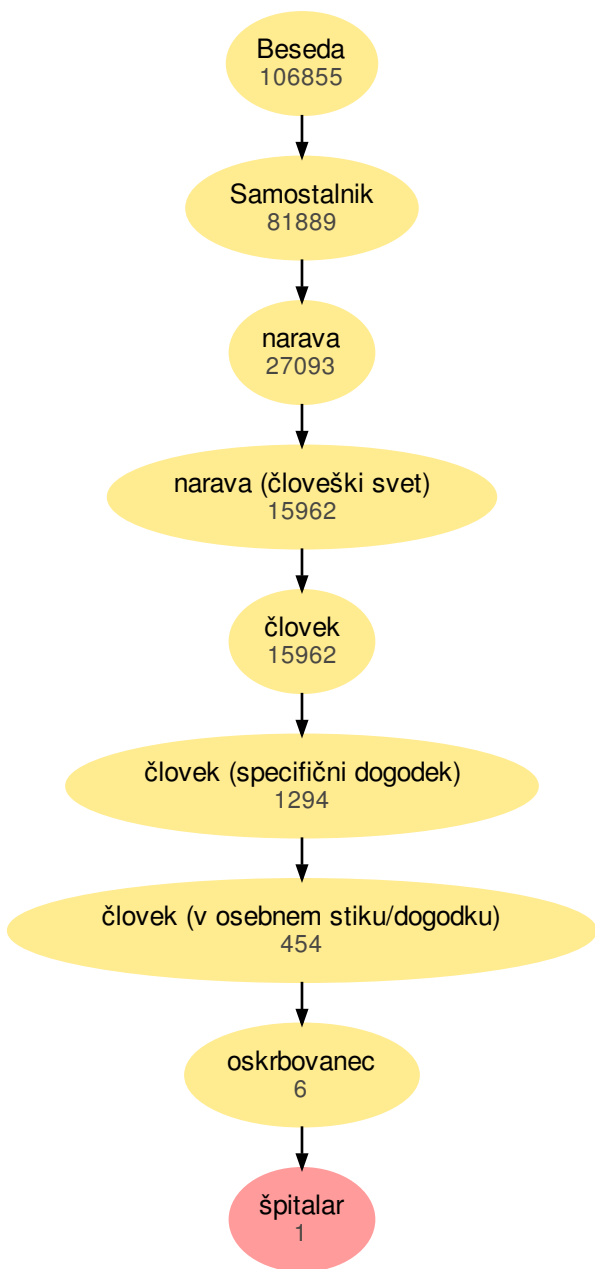 Beseda
106855
Samostalnik
81889
narava
27093
narava (človeški svet)
15962
človek
15962
človek (specifični dogodek)
1294
človek (v osebnem stiku/dogodku)
454
oskrbovanec
6
špitalar
1